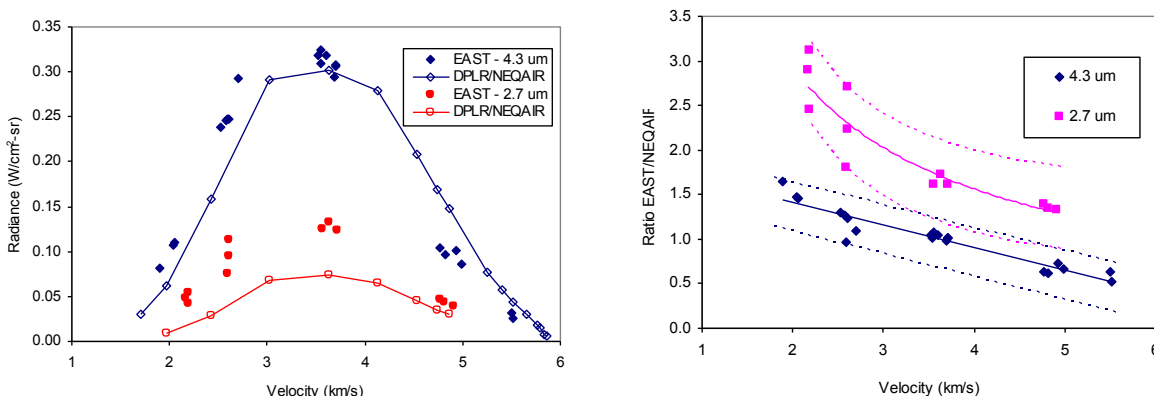 0.35
0.30
0.25
0.20
0.15
0.10
0.05
0.00
Radiance (W/cm²-sr)
EAST - 4.3 um
DPLR/NEQAIR
EAST - 2.7 um
DPLR/NEQAIR
1 2 3 4 5 6
Velocity (km/s)
3.5
3.0
2.5
2.0
1.5
1.0
0.5
0.0
Ratio EAST/NEQAIR
4.3 um
2.7 um
1 2 3 4 5 6
Velocity (km/s)